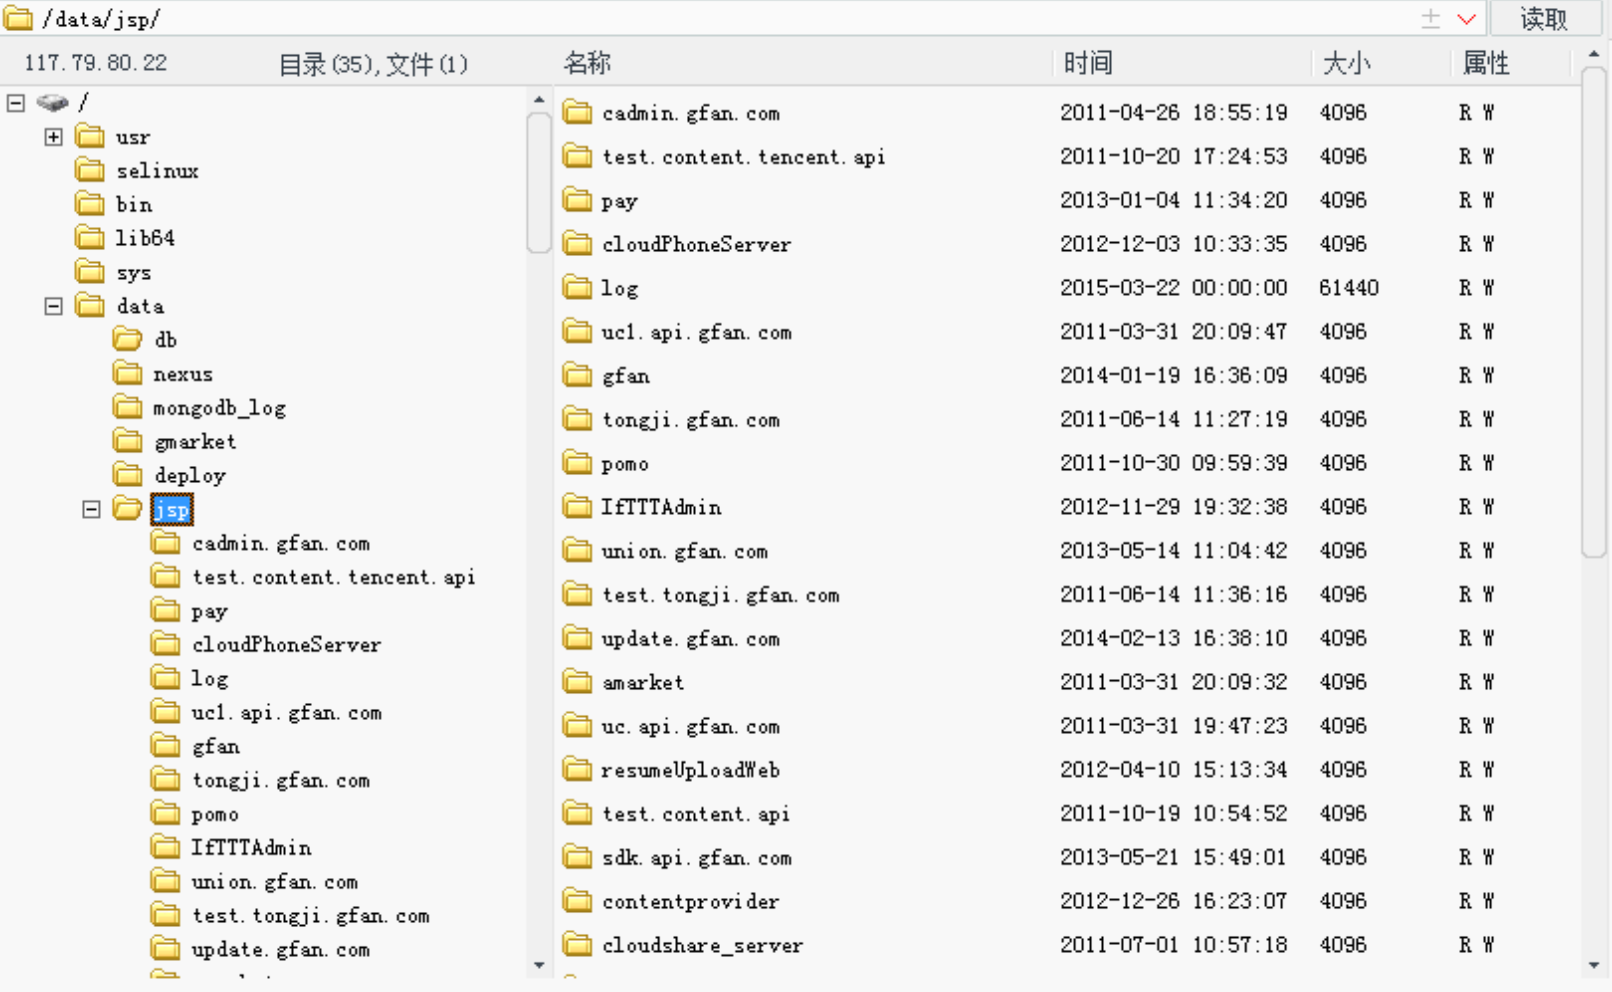 /data/jsp/ 读取
117.79.80.22 目录(35),文件(1) 名称 时间 大小 属性
/
usr
selinux
bin
lib64
sys
data
db
nexus
mongodb_log
gmarket
deploy
jsp
cadmin.gfan.com
test.content.tencent.api
pay
cloudPhoneServer
log
uc1.api.gfan.com
gfan
tongji.gfan.com
pomo
IfTTTAdmin
union.gfan.com
test.tongji.gfan.com
update.gfan.com
cadmin.gfan.com 2011-04-26 18:55:19 4096 R W
test.content.tencent.api 2011-10-20 17:24:53 4096 R W
pay 2013-01-04 11:34:20 4096 R W
cloudPhoneServer 2012-12-03 10:33:35 4096 R W
log 2015-03-22 00:00:00 61440 R W
uc1.api.gfan.com 2011-03-31 20:09:47 4096 R W
gfan 2014-01-19 16:36:09 4096 R W
tongji.gfan.com 2011-06-14 11:27:19 4096 R W
pomo 2011-10-30 09:59:39 4096 R W
IfTTTAdmin 2012-11-29 19:32:38 4096 R W
union.gfan.com 2013-05-14 11:04:42 4096 R W
test.tongji.gfan.com 2011-06-14 11:36:16 4096 R W
update.gfan.com 2014-02-13 16:38:10 4096 R W
amarket 2011-03-31 20:09:32 4096 R W
uc.api.gfan.com 2011-03-31 19:47:23 4096 R W
resumeUploadWeb 2012-04-10 15:13:34 4096 R W
test.content.api 2011-10-19 10:54:52 4096 R W
sdk.api.gfan.com 2013-05-21 15:49:01 4096 R W
contentprovider 2012-12-26 16:23:07 4096 R W
cloudshare_server 2011-07-01 10:57:18 4096 R W